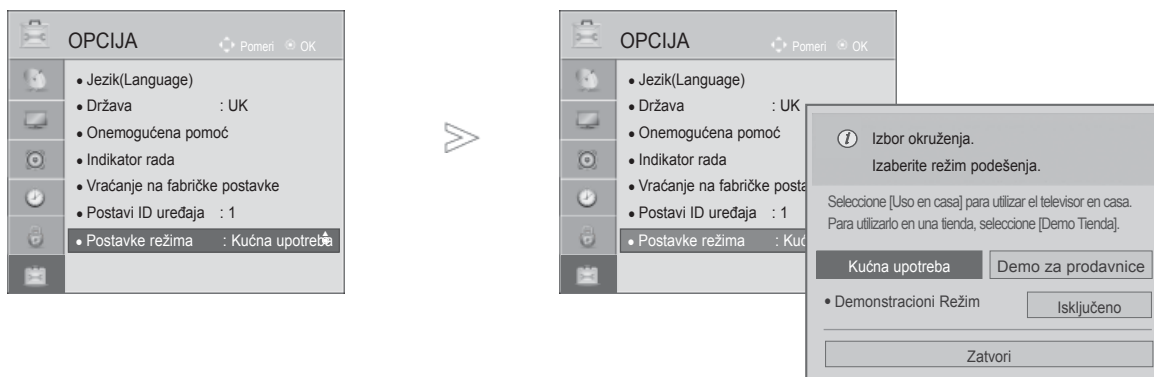 OPCIJA
Pomeri OK
• Jezik(Language)
• Država : UK
• Onemogućena pomoć
• Indikator rada
• Vraćanje na fabričke postavke
• Postavi ID uređaja : 1
• Postavke režima : Kućna upotreba
OPCIJA
Pomeri OK
• Jezik(Language)
• Država : UK
• Onemogućena pomoć
• Indikator rada
• Vraćanje na fabričke posta
• Postavi ID uređaja : 1
• Postavke režima : Kuć
Izbor okruženja.
Izaberite režim podešenja.
Seleccione [Uso en casa] para utilizar el televisor en casa.
Para utilizarlo en una tienda, seleccione [Demo Tienda].
Kućna upotreba Demo za prodavnice
• Demonstracioni Režim Isključeno
Zatvori